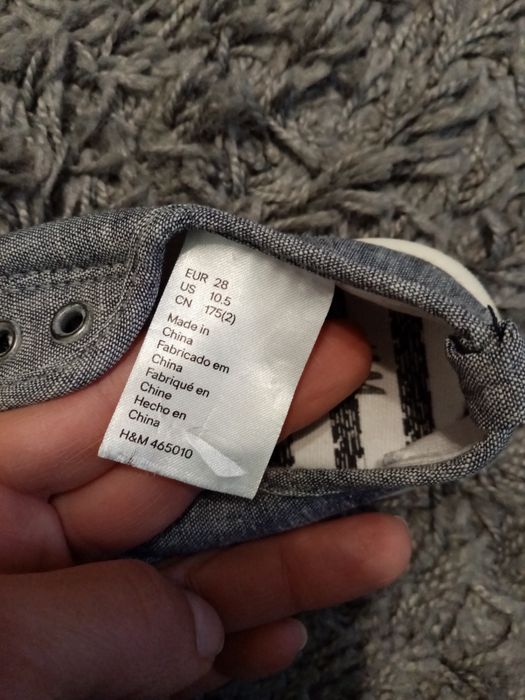 EUR 28
US 10.5
CN 175(2)
Made in
China
Fabricado em
China
Fabriqué en
Chine
Hecho en
China
H&M 465010